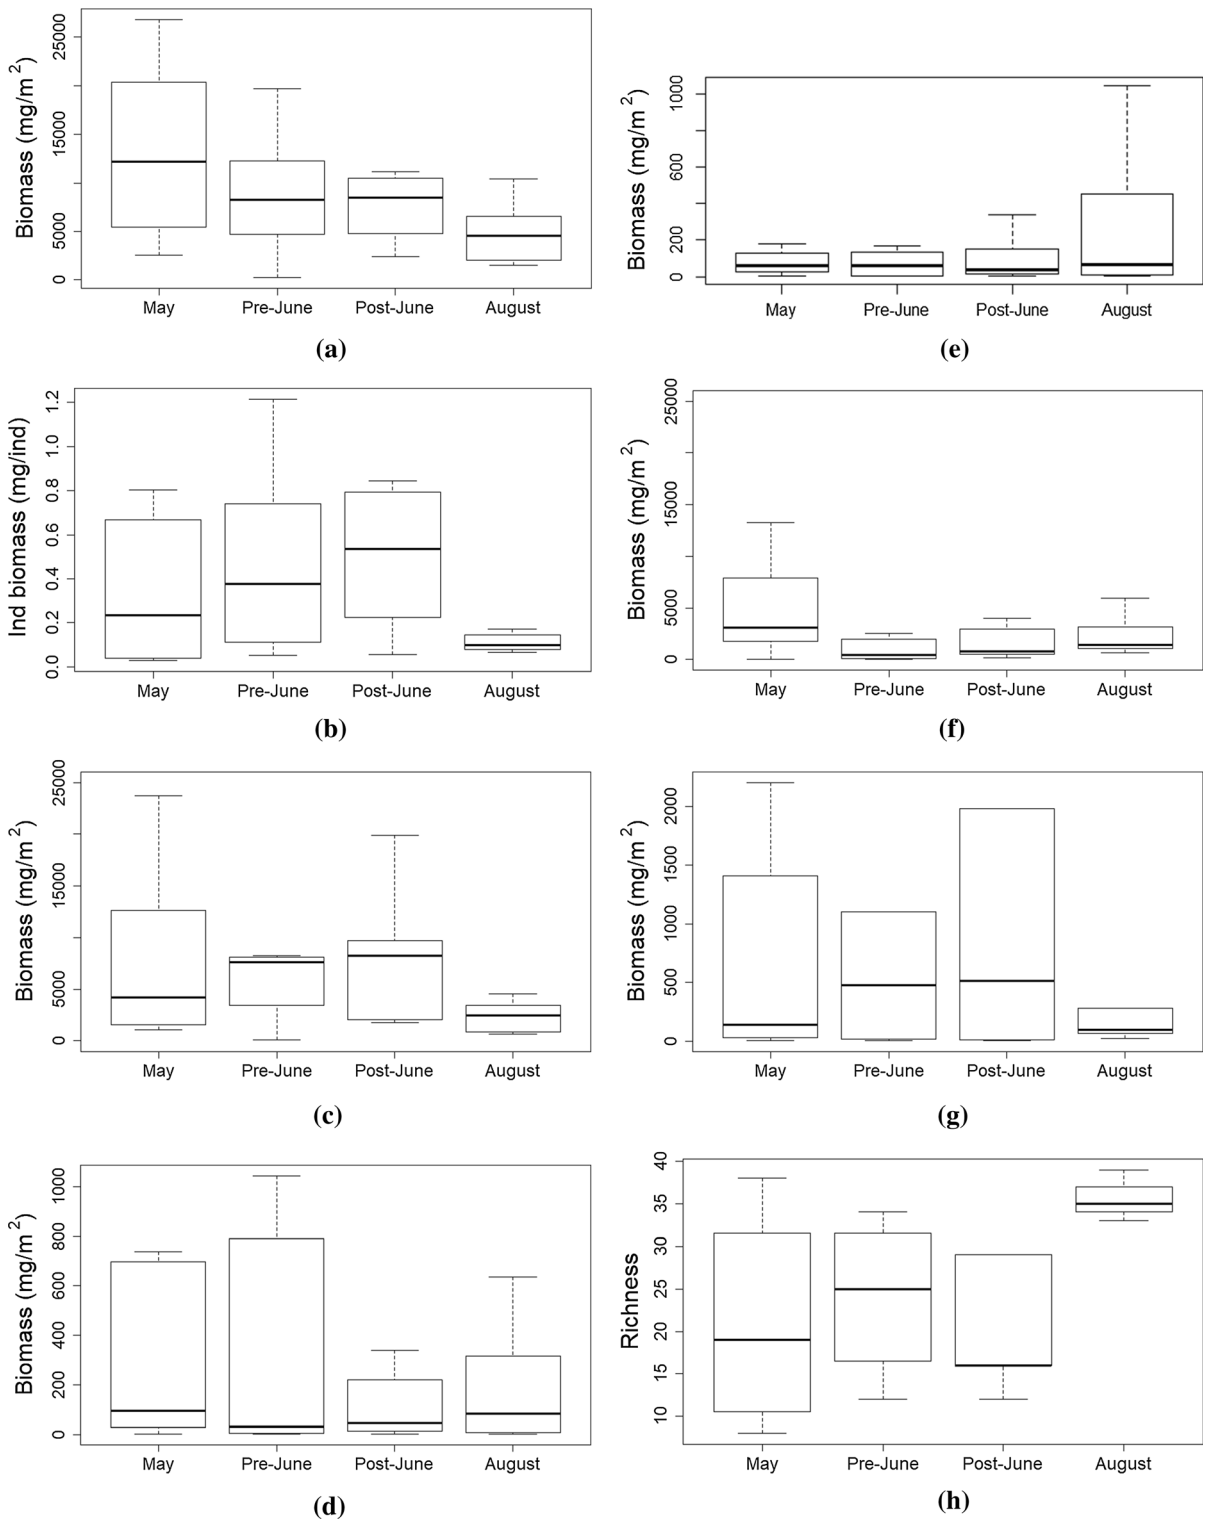 Biomass (mg/m²)
0 5000 15000 25000
May Pre-June Post-June August
(a)
Biomass (mg/m²)
0 200 600 1000
May Pre-June Post-June August
(e)
Ind biomass (mg/ind)
0.0 0.2 0.4 0.6 0.8 1.0 1.2
May Pre-June Post-June August
(b)
Biomass (mg/m²)
0 5000 15000 25000
May Pre-June Post-June August
(f)
Biomass (mg/m²)
0 5000 15000 25000
May Pre-June Post-June August
(c)
Biomass (mg/m²)
0 500 1000 1500 2000
May Pre-June Post-June August
(g)
Biomass (mg/m²)
0 200 400 600 800 1000
May Pre-June Post-June August
(d)
Richness
10 15 20 25 30 35 40
May Pre-June Post-June August
(h)